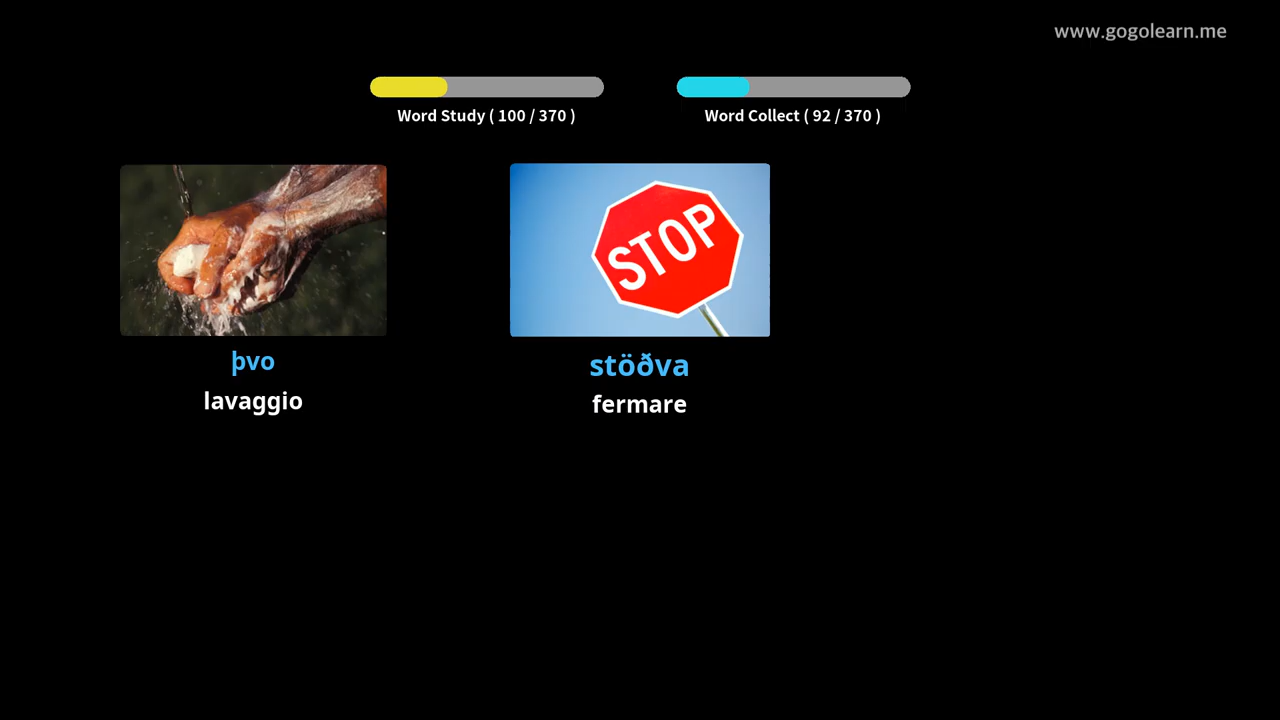 www.gogolearn.me
Word Study ( 100 / 370 )
Word Collect ( 92 / 370 )
STOP
þvo
stöðva
lavaggio
fermare